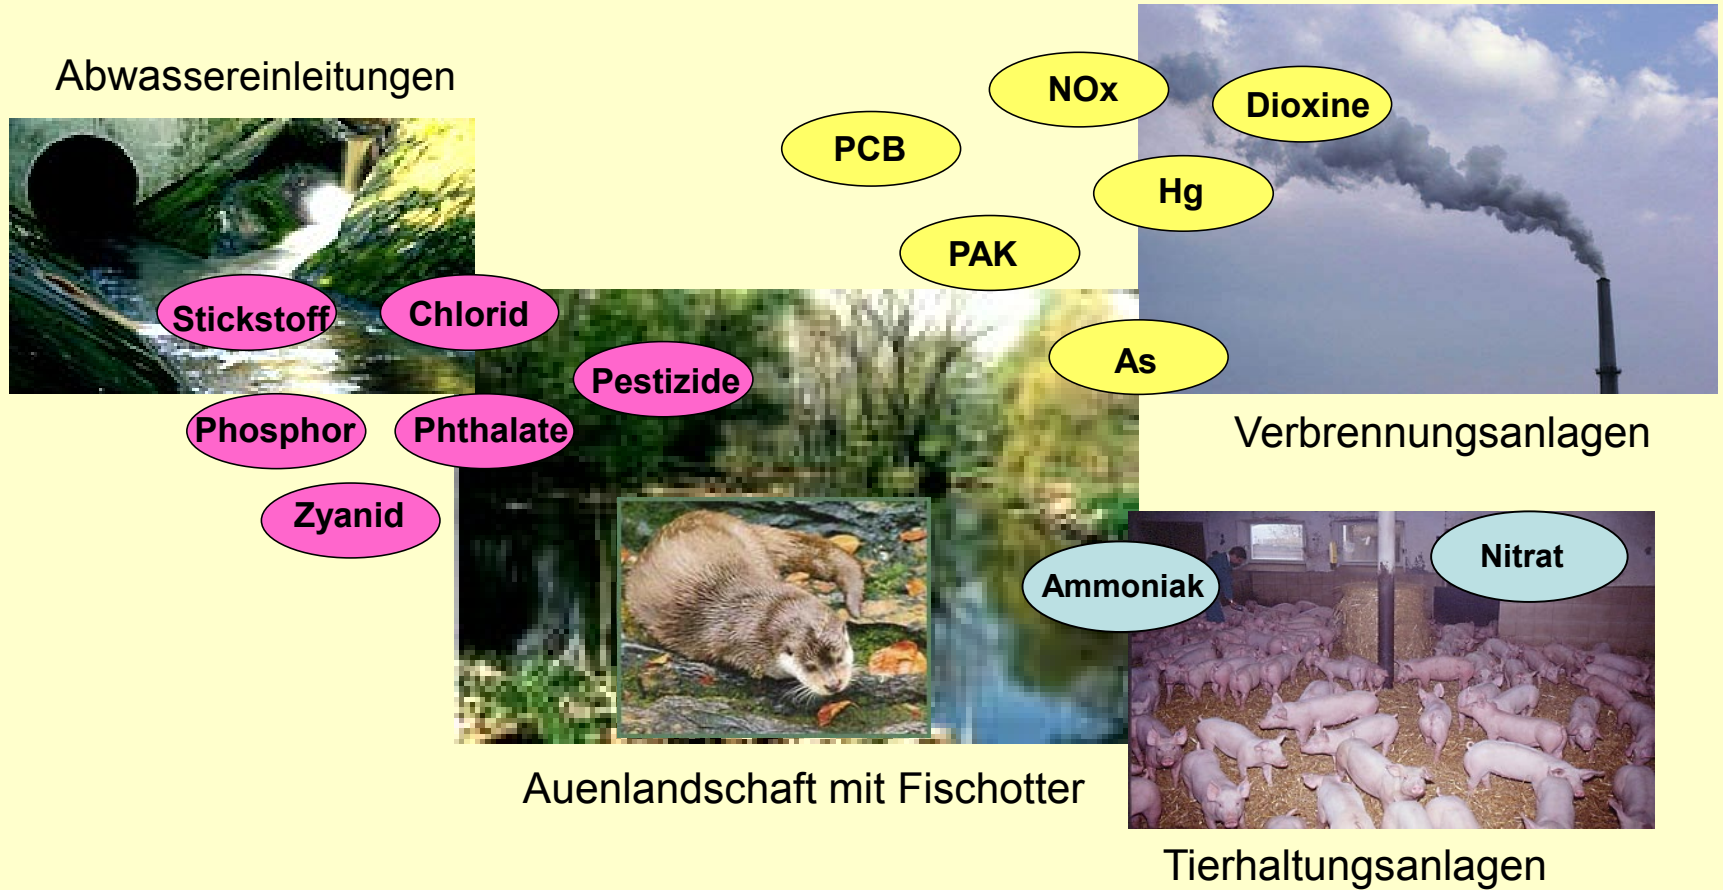 Abwassereinleitungen
NOx
Dioxine
PCB
Hg
PAK
Stickstoff
Chlorid
As
Pestizide
Phosphor
Phthalate
Verbrennungsanlagen
Zyanid
Ammoniak
Nitrat
Auenlandschaft mit Fischotter
Tierhaltungsanlagen